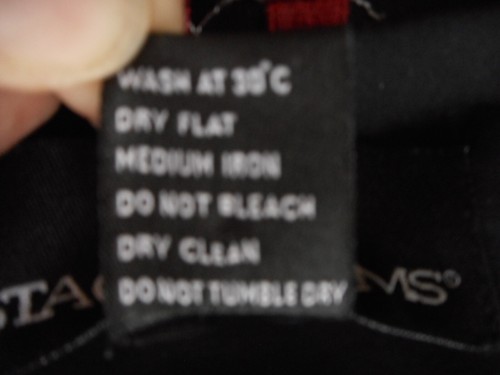 WASH AT 30°C
DRY FLAT
MEDIUM IRON
DO NOT BLEACH
DRY CLEAN
DO NOT TUMBLE DRY